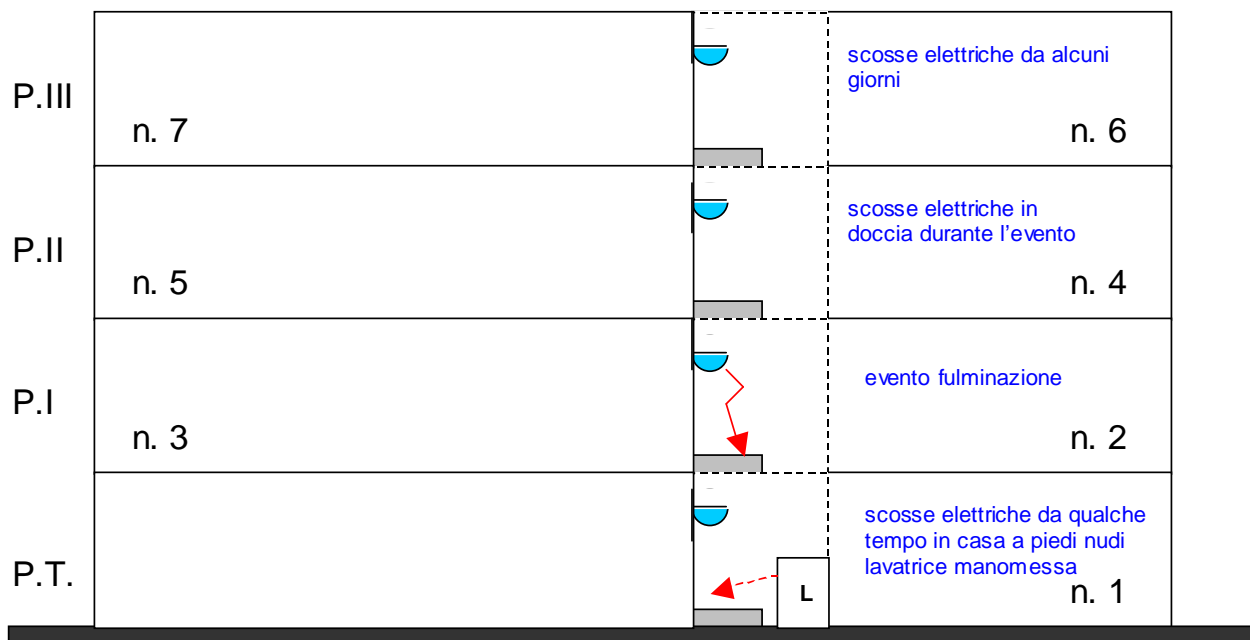 P.III
n. 7
scosse elettriche da alcuni
giorni
n. 6
P.II
n. 5
scosse elettriche in
doccia durante l'evento
n. 4
P.I
n. 3
evento fulminazione
n. 2
P.T.
scosse elettriche da qualche
tempo in casa a piedi nudi
lavatrice manomessa
n. 1
L